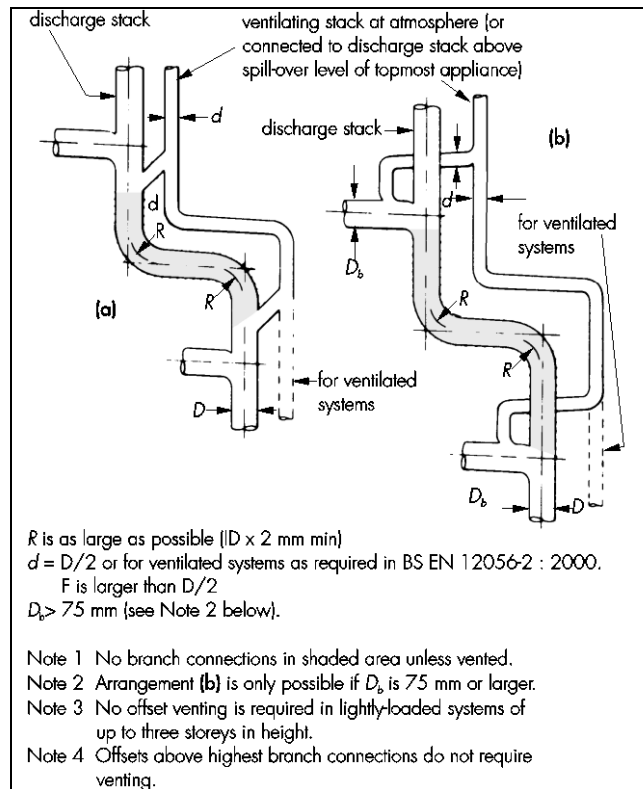 discharge stack
ventilating stack at atmosphere (or
connected to discharge stack above
spill-over level of topmost appliance)
d
discharge stack
(b)
d
R
R
(a)
D
for ventilated
systems
d
for ventilated
systems
D_b
R
R
D_b
D
R is as large as possible (ID x 2 mm min)
d = D/2 or for ventilated systems as required in BS EN 12056-2 : 2000.
F is larger than D/2
D_b> 75 mm (see Note 2 below).
Note 1 No branch connections in shaded area unless vented.
Note 2 Arrangement (b) is only possible if D_b is 75 mm or larger.
Note 3 No offset venting is required in lightly-loaded systems of
up to three storeys in height.
Note 4 Offsets above highest branch connections do not require
venting.